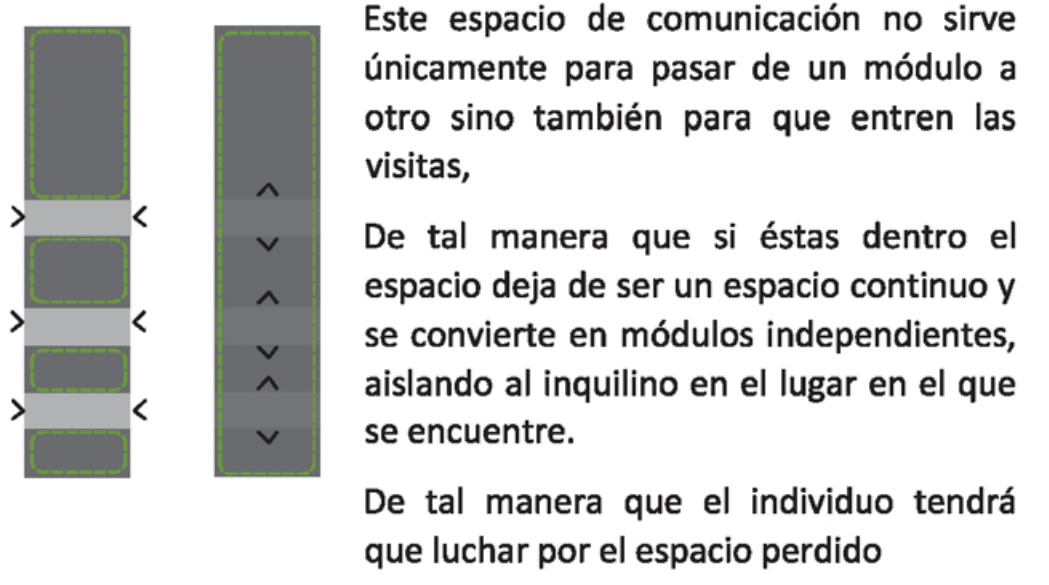 Este espacio de comunicación no sirve
únicamente para pasar de un módulo a
otro sino también para que entren las
visitas,
De tal manera que si éstas dentro el
espacio deja de ser un espacio continuo y
se convierte en módulos independientes,
aislando al inquilino en el lugar en el que
se encuentre.
De tal manera que el individuo tendrá
que luchar por el espacio perdido